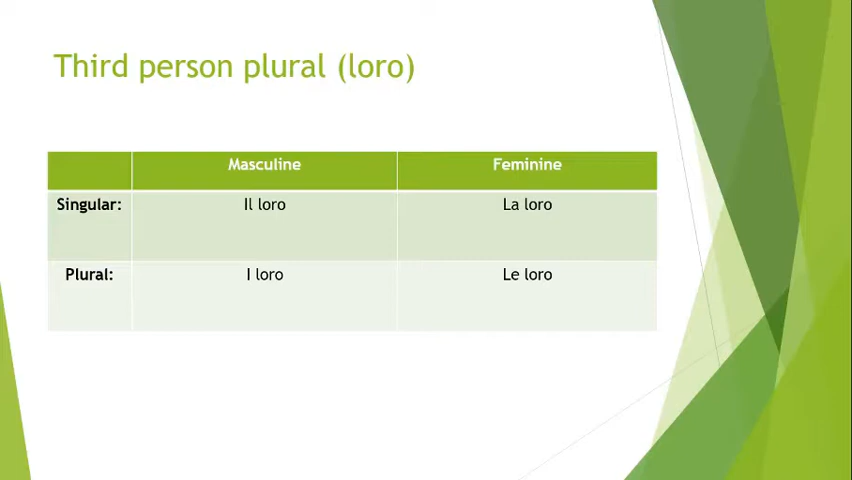 Third person plural (loro)
Masculine Feminine
Singular: Il loro La loro
Plural: I loro Le loro